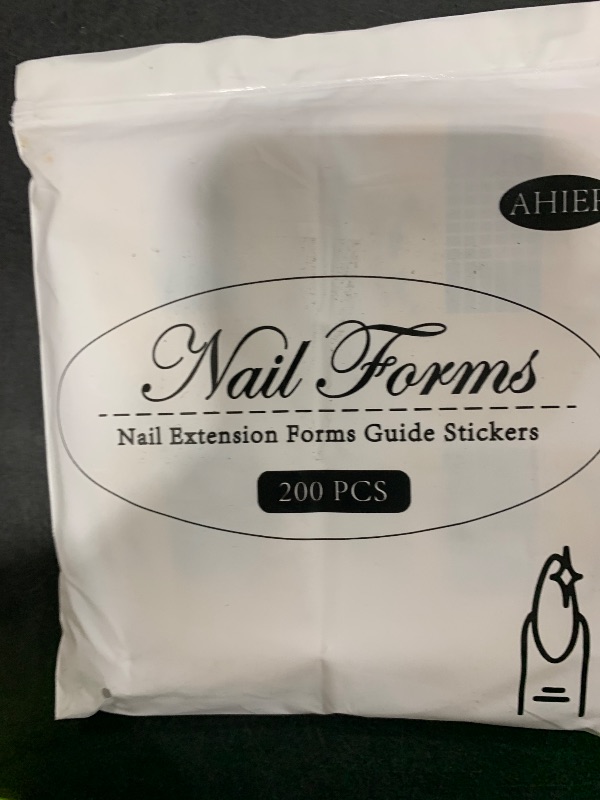 Nail Forms
Nail Extension Forms Guide Stickers
200 PCS